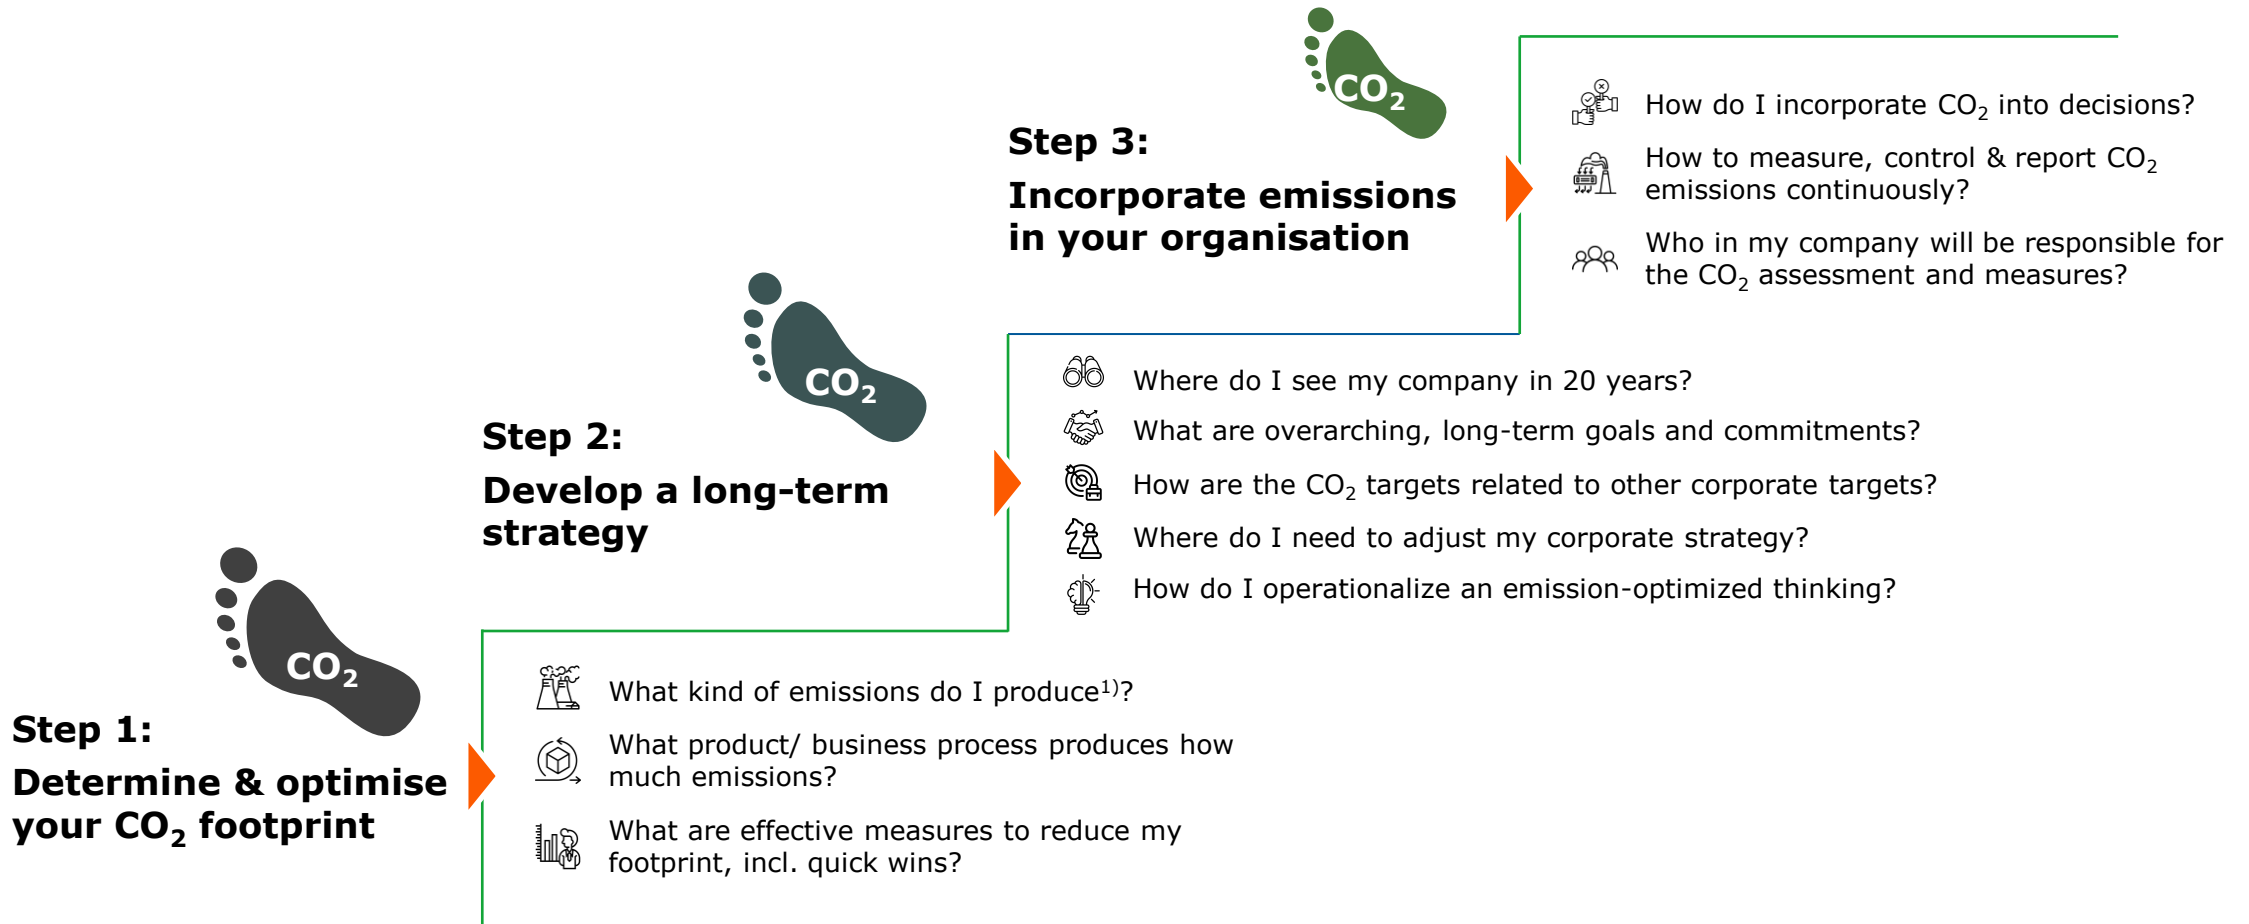 CO₂
Step 1:
Determine & optimise
your CO₂ footprint
What kind of emissions do I produce¹⁾?
What product/ business process produces how
much emissions?
What are effective measures to reduce my
footprint, incl. quick wins?
CO₂
Step 2:
Develop a long-term
strategy
Where do I see my company in 20 years?
What are overarching, long-term goals and commitments?
How are the CO₂ targets related to other corporate targets?
Where do I need to adjust my corporate strategy?
How do I operationalize an emission-optimized thinking?
CO₂
Step 3:
Incorporate emissions
in your organisation
How do I incorporate CO₂ into decisions?
How to measure, control & report CO₂
emissions continuously?
Who in my company will be responsible for
the CO₂ assessment and measures?